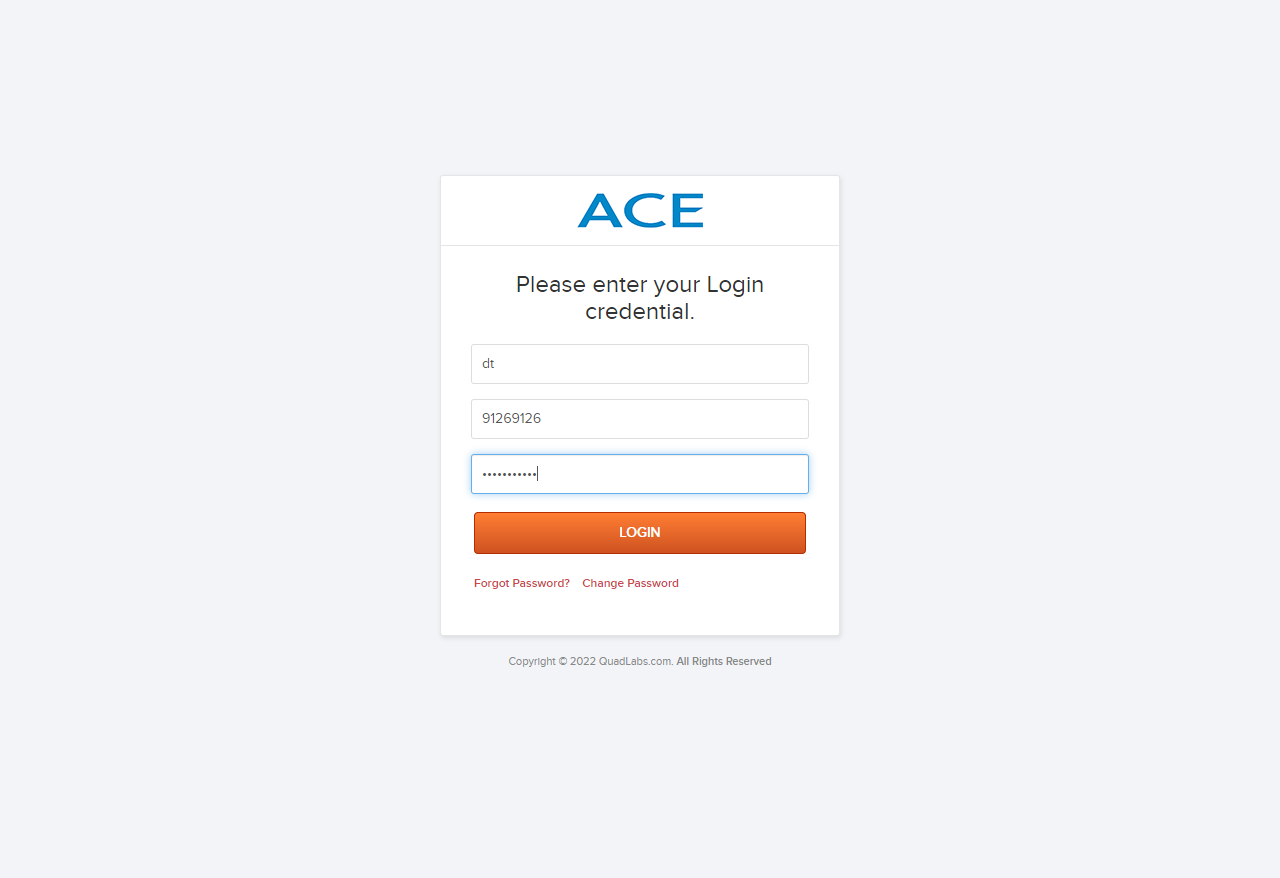 ACE
Please enter your Login
credential.
dt
91269126
•••••••••••
LOGIN
Forgot Password? Change Password
Copyright © 2022 QuadLabs.com. All Rights Reserved